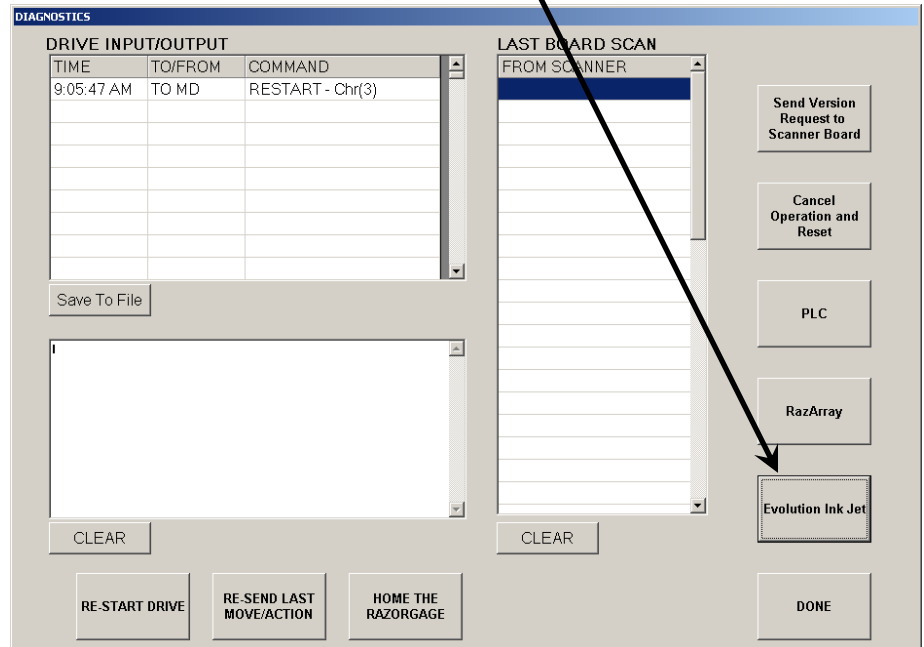 DIAGNOSTICS
DRIVE INPUT/OUTPUT
TIME TO/FROM COMMAND
9:05:47 AM TO MD RESTART - Chr(3)
Save To File
CLEAR
RE-START DRIVE
RE-SEND LAST
MOVE/ACTION
HOME THE
RAZORGAGE
LAST BOARD SCAN
FROM SCANNER
CLEAR
Send Version
Request to
Scanner Board
Cancel
Operation and
Reset
PLC
RazArray
Evolution Ink Jet
DONE